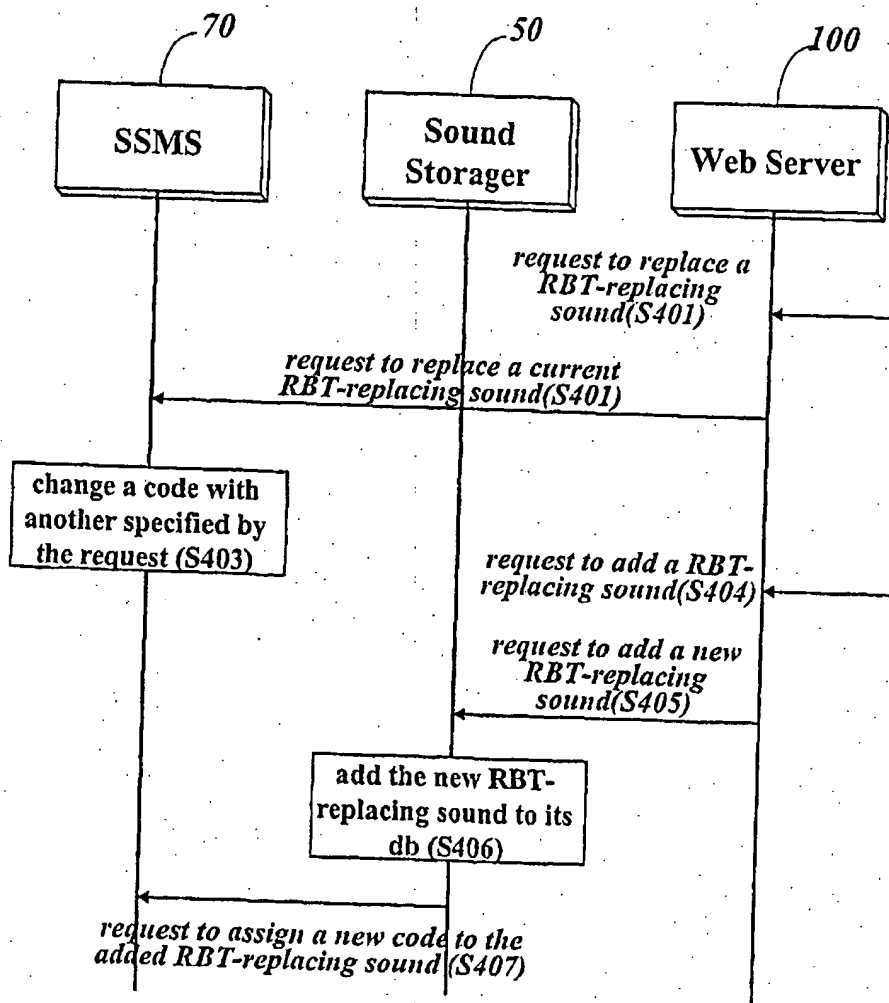 70
50
100
SSMS
Sound
Storager
Web Server
request to replace a
RBT-replacing
sound(S401)
request to replace a current
RBT-replacing sound(S401)
change a code with
another specified by
the request (S403)
request to add a RBT-
replacing sound(S404)
request to add a new
RBT-replacing
sound(S405)
add the new RBT-
replacing sound to its
db (S406)
request to assign a new code to the
added RBT-replacing sound (S407)